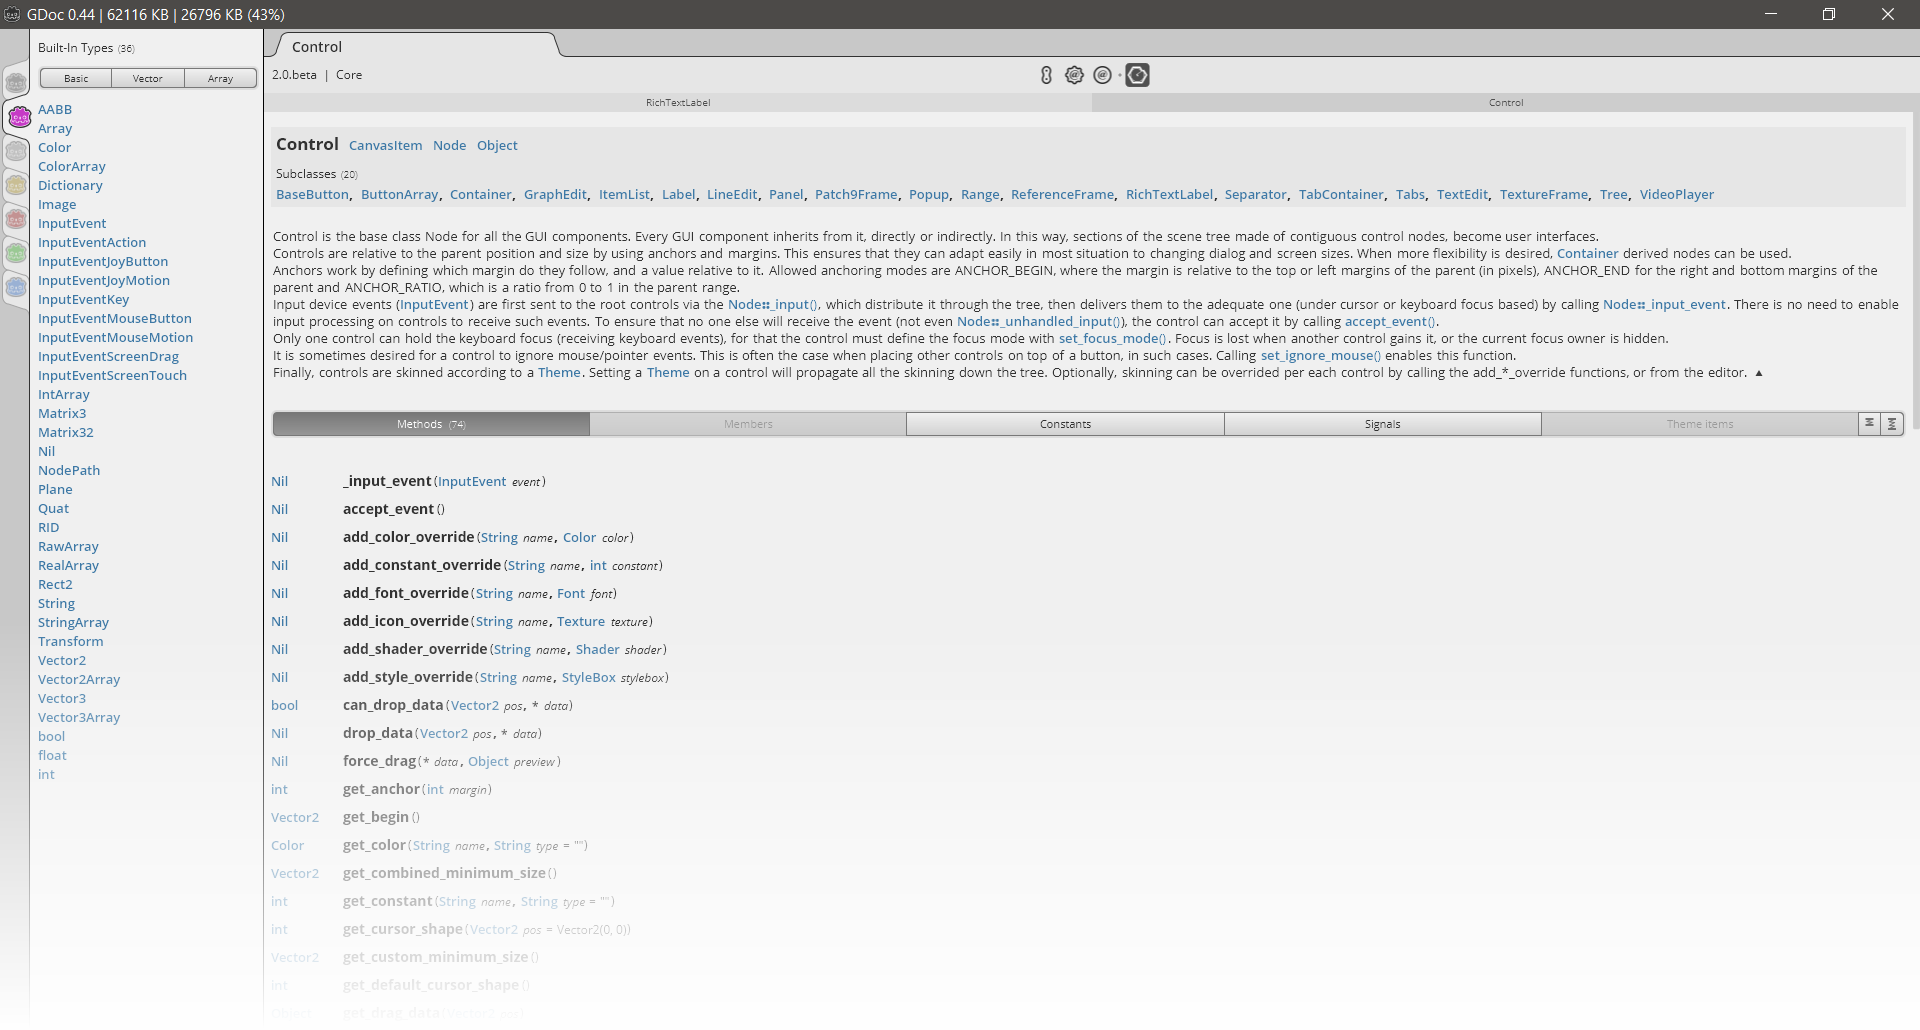 GDoc 0.44 | 62116 KB | 26796 KB (43%)
Built-In Types (36)
Basic Vector Array
AABB
Array
Color
ColorArray
Dictionary
Image
InputEvent
InputEventAction
InputEventJoyButton
InputEventJoyMotion
InputEventKey
InputEventMouseButton
InputEventMouseMotion
InputEventScreenDrag
InputEventScreenTouch
IntArray
Matrix3
Matrix32
Nil
NodePath
Plane
Quat
RID
RawArray
RealArray
Rect2
String
StringArray
Transform
Vector2
Vector2Array
Vector3
Vector3Array
bool
float
int
Control
2.0.beta | Core
RichTextLabel Control
Control CanvasItem Node Object
Subclasses (20)
BaseButton, ButtonArray, Container, GraphEdit, ItemList, Label, LineEdit, Panel, Patch9Frame, Popup, Range, ReferenceFrame, RichTextLabel, Separator, TabContainer, Tabs, TextEdit, TextureFrame, Tree, VideoPlayer
Control is the base class Node for all the GUI components. Every GUI component inherits from it, directly or indirectly. In this way, sections of the scene tree made of contiguous control nodes, become user interfaces.
Controls are relative to the parent position and size by using anchors and margins. This ensures that they can adapt easily in most situation to changing dialog and screen sizes. When more flexibility is desired, Container derived nodes can be used.
Anchors work by defining which margin do they follow, and a value relative to it. Allowed anchoring modes are ANCHOR_BEGIN, where the margin is relative to the top or left margins of the parent (in pixels), ANCHOR_END for the right and bottom margins of the
parent and ANCHOR_RATIO, which is a ratio from 0 to 1 in the parent range.
Input device events (InputEvent) are first sent to the root controls via the Node::_input(), which distribute it through the tree, then delivers them to the adequate one (under cursor or keyboard focus based) by calling Node::_input_event. There is no need to enable
input processing on controls to receive such events. To ensure that no one else will receive the event (not even Node::_unhandled_input()), the control can accept it by calling accept_event().
Only one control can hold the keyboard focus (receiving keyboard events), for that the control must define the focus mode with set_focus_mode(). Focus is lost when another control gains it, or the current focus owner is hidden.
It is sometimes desired for a control to ignore mouse/pointer events. This is often the case when placing other controls on top of a button, in such cases. Calling set_ignore_mouse() enables this function.
Finally, controls are skinned according to a Theme. Setting a Theme on a control will propagate all the skinning down the tree. Optionally, skinning can be overrided per each control by calling the add_*_override functions, or from the editor. ▲
Methods (74) Members Constants Signals Theme items
Nil _input_event(InputEvent event)
Nil accept_event()
Nil add_color_override(String name, Color color)
Nil add_constant_override(String name, int constant)
Nil add_font_override(String name, Font font)
Nil add_icon_override(String name, Texture texture)
Nil add_shader_override(String name, Shader shader)
Nil add_style_override(String name, StyleBox stylebox)
bool can_drop_data(Vector2 pos, * data)
Nil drop_data(Vector2 pos, * data)
Nil force_drag(* data, Object preview)
int get_anchor(int margin)
Vector2 get_begin()
Color get_color(String name, String type = "")
Vector2 get_combined_minimum_size()
int get_constant(String name, String type = "")
int get_cursor_shape(Vector2 pos = Vector2(0, 0))
Vector2 get_custom_minimum_size()
int get_default_cursor_shape()
Object get_drag_data(Vector2 pos)